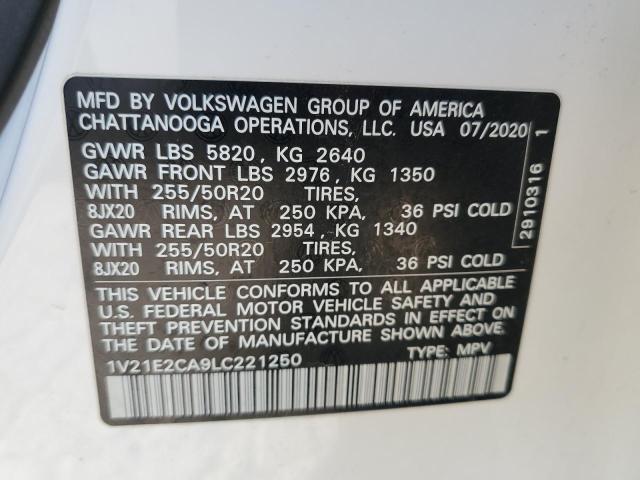 MFD BY VOLKSWAGEN GROUP OF AMERICA
CHATTANOOGA OPERATIONS, LLC. USA 07/2020
GVWR LBS 5820, KG 2640
GAWR FRONT LBS 2976, KG 1350
WITH 255/50R20 TIRES,
8JX20 RIMS, AT 250 KPA, 36 PSI COLD
GAWR REAR LBS 2954, KG 1340
WITH 255/50R20 TIRES,
8JX20 RIMS, AT 250 KPA, 36 PSI COLD
THIS VEHICLE CONFORMS TO ALL APPLICABLE
U.S. FEDERAL MOTOR VEHICLE SAFETY AND
THEFT PREVENTION STANDARDS IN EFFECT ON
THE DATE OF MANUFACTURE SHOWN ABOVE.
1V21E2CA9LC221250 TYPE: MPV
2910316 1